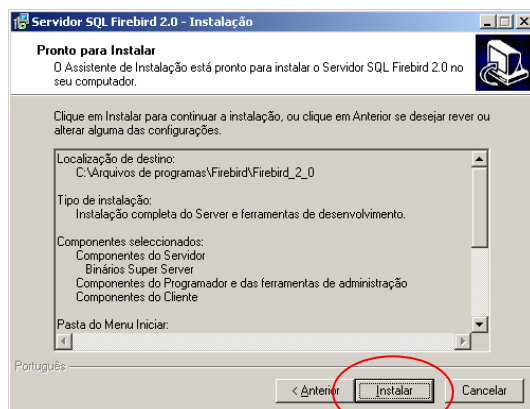 Servidor SQL Firebird 2.0 - Instalação
Pronto para Instalar
O Assistente de Instalação está pronto para instalar o Servidor SQL Firebird 2.0 no
seu computador.
Clique em Instalar para continuar a instalação, ou clique em Anterior se desejar rever ou
alterar alguma das configurações.
Localização de destino:
C:\Arquivos de programas\Firebird\Firebird_2_0
Tipo de instalação:
Instalação completa do Server e ferramentas de desenvolvimento.
Componentes seleccionados:
Componentes do Servidor
Binários Super Server
Componentes do Programador e das ferramentas de administração
Componentes do Cliente
Pasta do Menu Iniciar:
Português
< Anterior Instalar Cancelar